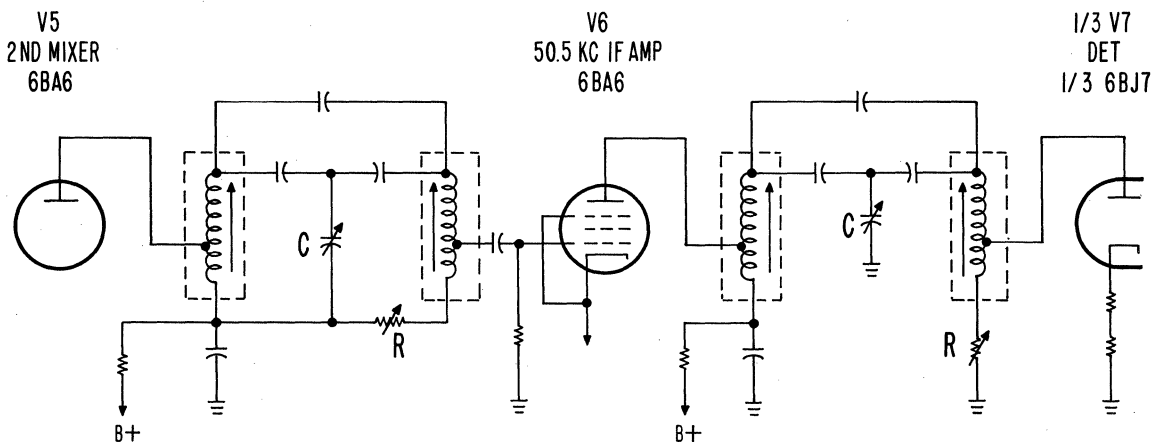 V5
2ND MIXER
6BA6
V6
50.5 KC IF AMP
6BA6
1/3 V7
DET
1/3 6BJ7
C
R
B+
C
R
B+